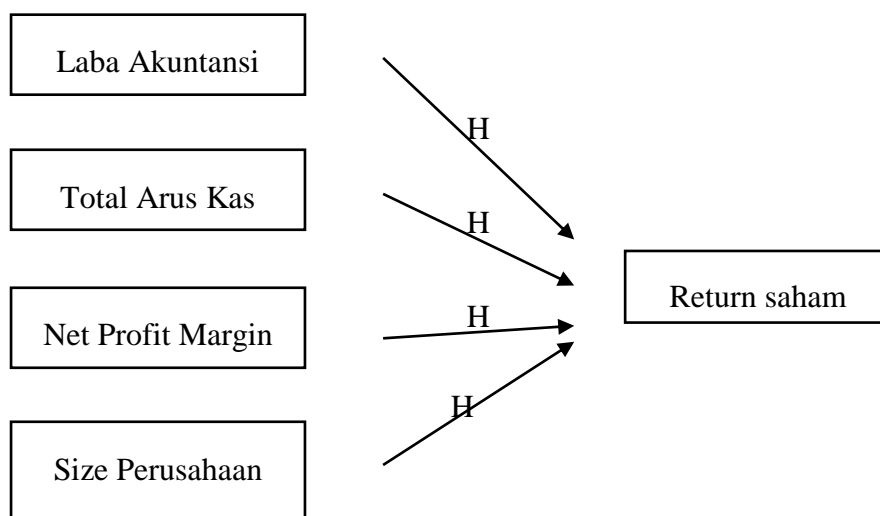 Laba Akuntansi
H
Total Arus Kas
H
Return saham
Net Profit Margin
H
H
Size Perusahaan